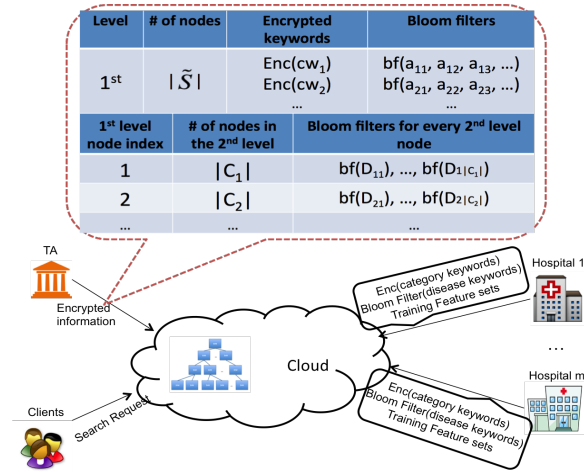 Level # of nodes Encrypted keywords Bloom filters
1st |S̃| Enc(cw1) bf(a11, a12, a13, ...)
Enc(cw2) bf(a21, a22, a23, ...)
... ...
1st level node index # of nodes in the 2nd level Bloom filters for every 2nd level node
1 |C1| bf(D11), ..., bf(D1|C1|)
2 |C2| bf(D21), ..., bf(D2|C2|)
... ... ...
TA
Encrypted information
Enc(category keywords)
Bloom Filter(disease keywords)
Training Feature sets
Hospital 1
...
Cloud
Hospital m
Enc(category keywords)
Bloom Filter(disease keywords)
Training Feature sets
Clients
Search Request